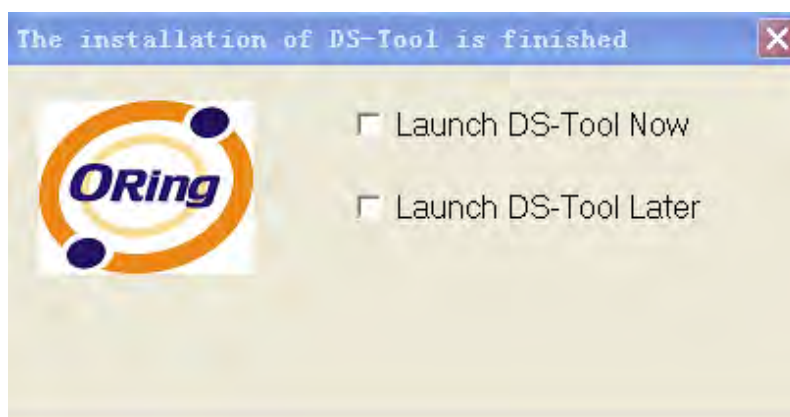 The installation of DS-Tool is finished
Launch DS-Tool Now
ORing
Launch DS-Tool Later